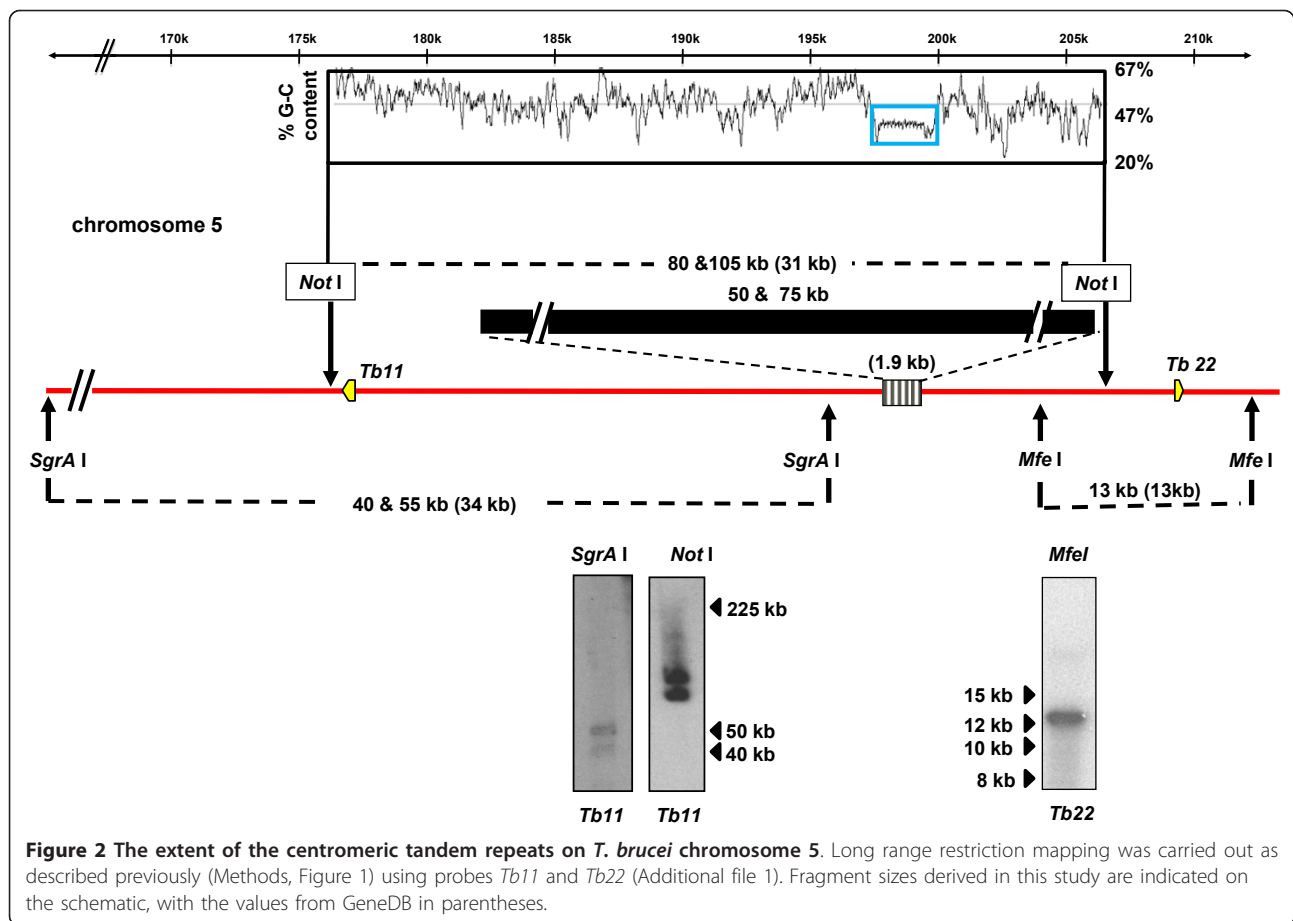 170k 175k 180k 185k 190k 195k 200k 205k 210k
% G-C
content
67%
47%
20%
chromosome 5
Not I
80 &105 kb (31 kb)
Not I
50 & 75 kb
Tb11
(1.9 kb)
Tb 22
SgrA I
SgrA I
Mfe I
Mfe I
40 & 55 kb (34 kb)
13 kb (13kb)
SgrA I
Not I
MfeI
225 kb
50 kb
40 kb
15 kb
12 kb
10 kb
8 kb
Tb11
Tb11
Tb22
Figure 2 The extent of the centromeric tandem repeats on T. brucei chromosome 5. Long range restriction mapping was carried out as
described previously (Methods, Figure 1) using probes Tb11 and Tb22 (Additional file 1). Fragment sizes derived in this study are indicated on
the schematic, with the values from GeneDB in parentheses.